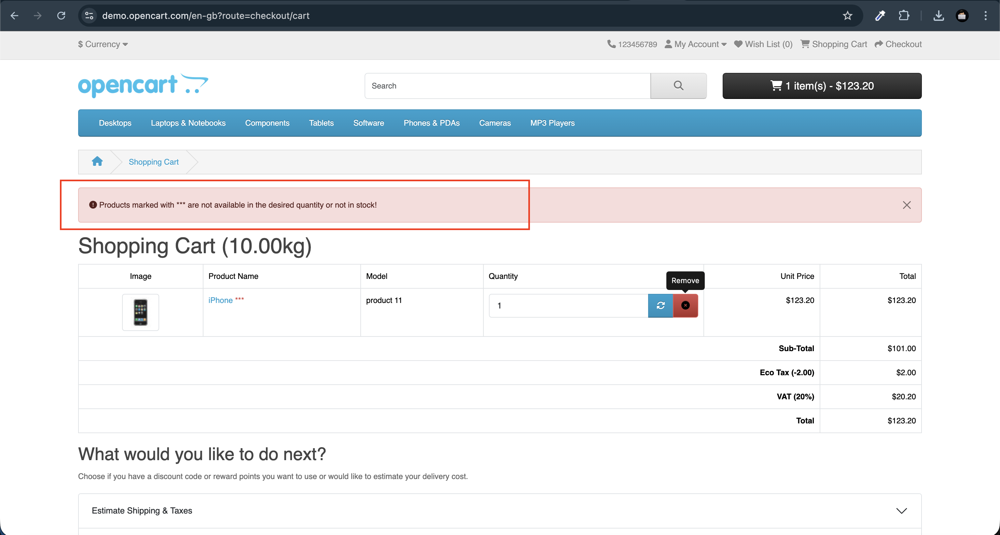 demo.opencart.com/en-gb?route=checkout/cart
$ Currency
123456789 My Account Wish List (0) Shopping Cart Checkout
opencart
Search
1 item(s) - $123.20
Desktops Laptops & Notebooks Components Tablets Software Phones & PDAs Cameras MP3 Players
Shopping Cart
Products marked with *** are not available in the desired quantity or not in stock!
Shopping Cart (10.00kg)
Image Product Name Model Quantity Unit Price Total
Remove
iPhone *** product 11 1 $123.20 $123.20
Sub-Total $101.00
Eco Tax (-2.00) $2.00
VAT (20%) $20.20
Total $123.20
What would you like to do next?
Choose if you have a discount code or reward points you want to use or would like to estimate your delivery cost.
Estimate Shipping & Taxes